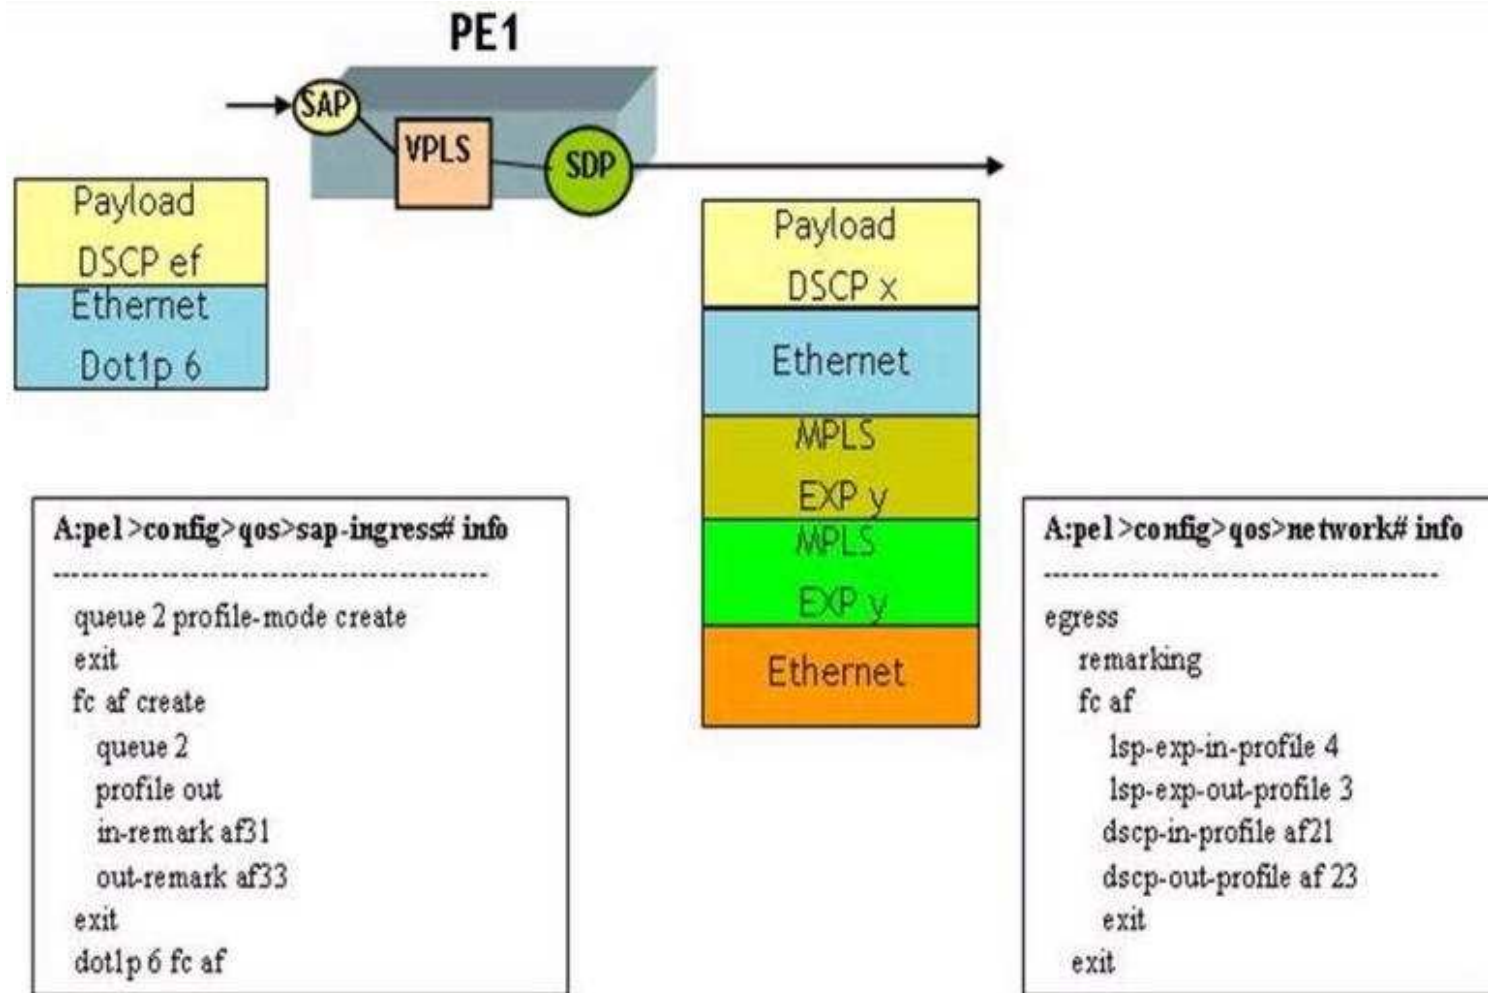 PE1
SAP
VPLS
SDP
Payload
DSCP ef
Ethernet
Dot1p 6
Payload
DSCP x
Ethernet
MPLS
EXP y
MPLS
EXP y
Ethernet
A:pe1>config>qos>sap-ingress# info
----------------------------------------------
queue 2 profile-mode create
exit
fc af create
queue 2
profile out
in-remark af31
out-remark af33
exit
dot1p 6 fc af
A:pe1>config>qos>network# info
------------------------------------------
egress
remarking
fc af
lsp-exp-in-profile 4
lsp-exp-out-profile 3
dscp-in-profile af21
dscp-out-profile af 23
exit
exit